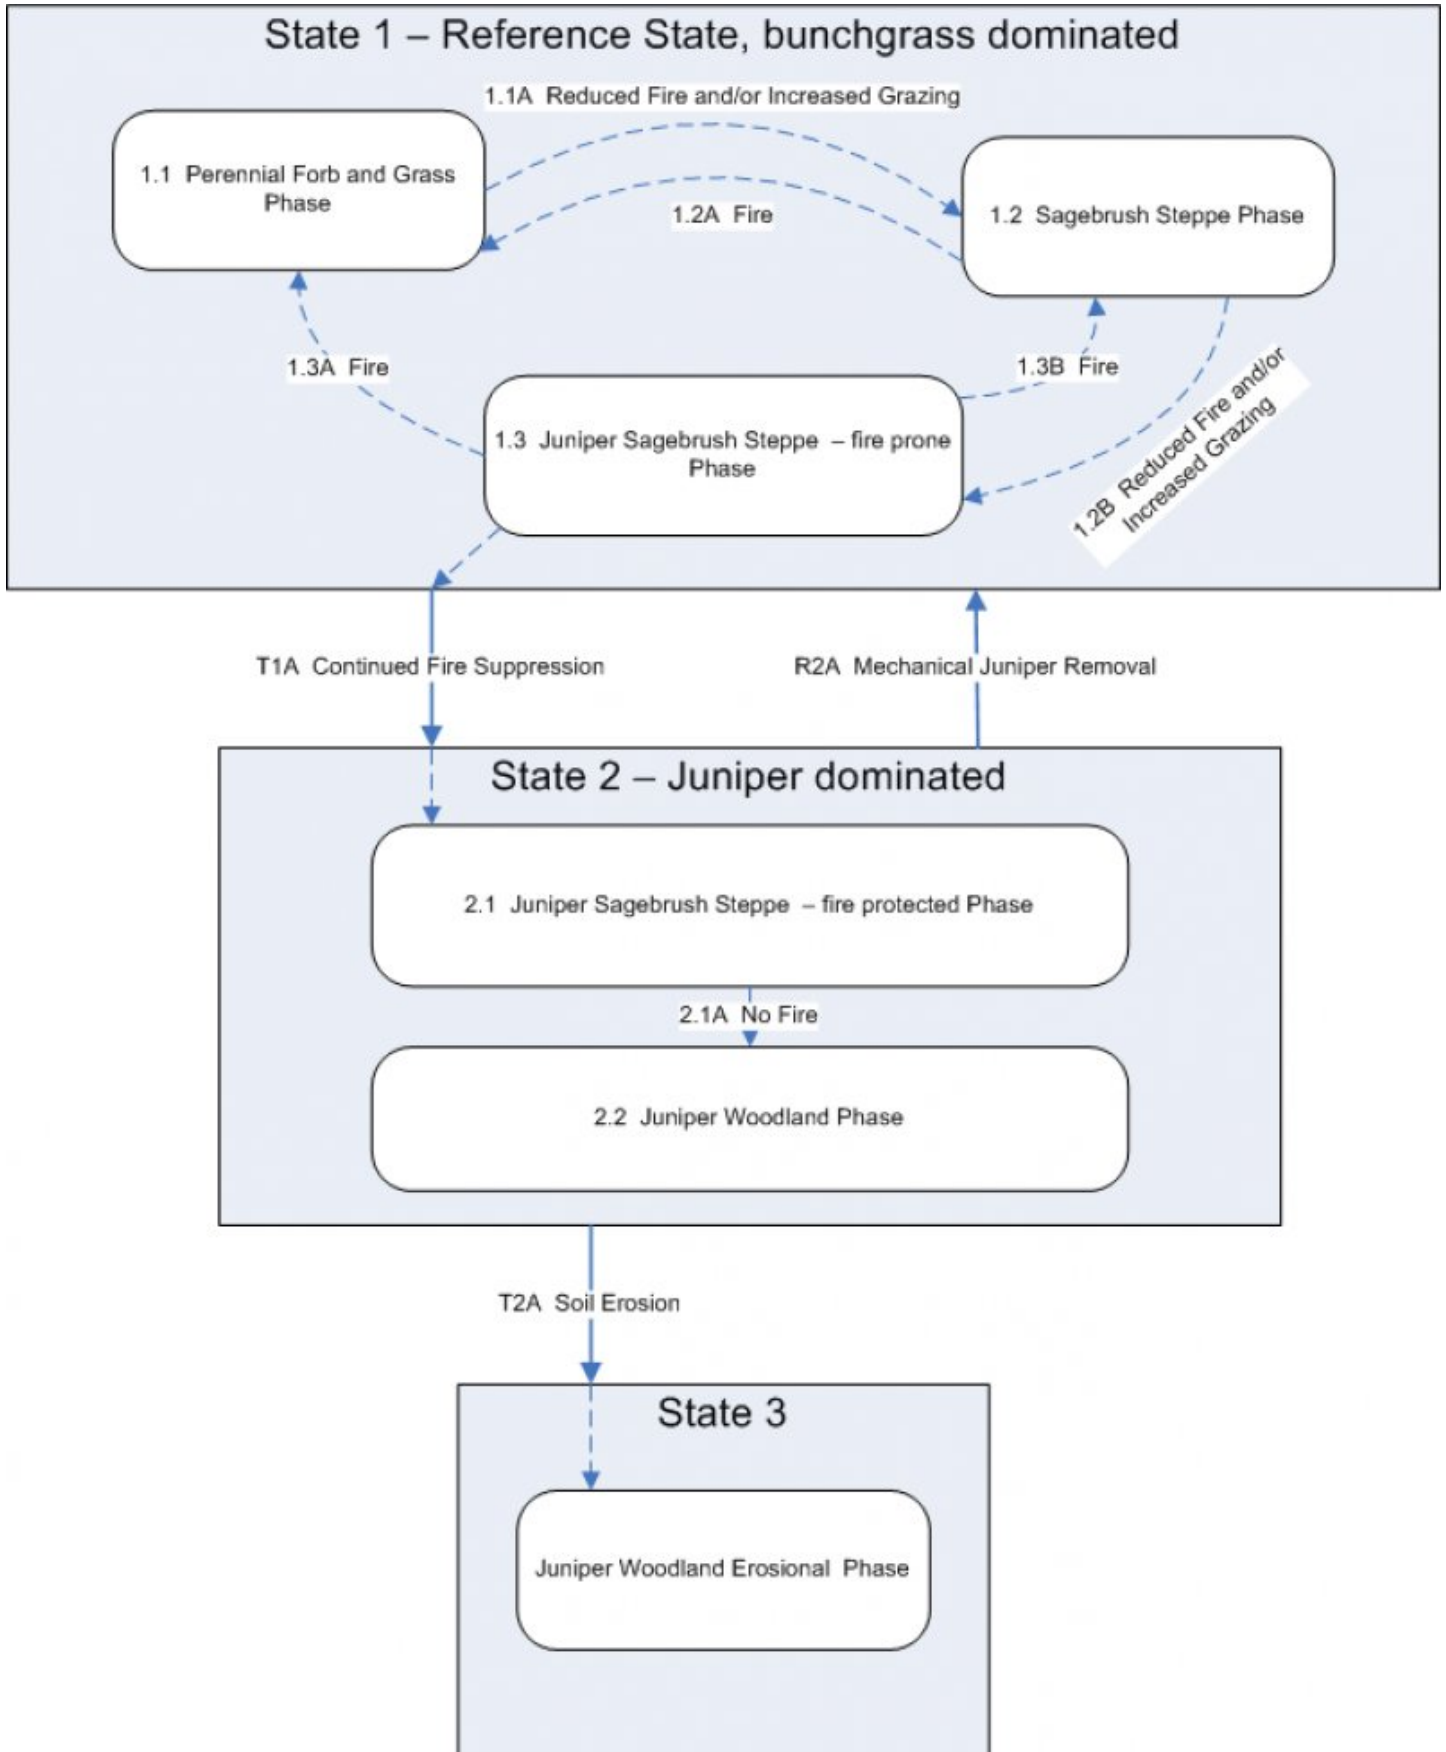 State 1 – Reference State, bunchgrass dominated
1.1A  Reduced Fire and/or Increased Grazing
1.1  Perennial Forb and Grass
Phase
1.2A  Fire
1.2  Sagebrush Steppe Phase
1.3A  Fire
1.3B  Fire
1.2B  Reduced Fire and/or
Increased Grazing
1.3  Juniper Sagebrush Steppe  – fire prone
Phase
T1A  Continued Fire Suppression
R2A  Mechanical Juniper Removal
State 2 – Juniper dominated
2.1  Juniper Sagebrush Steppe  – fire protected Phase
2.1A  No Fire
2.2  Juniper Woodland Phase
T2A  Soil Erosion
State 3
Juniper Woodland Erosional  Phase